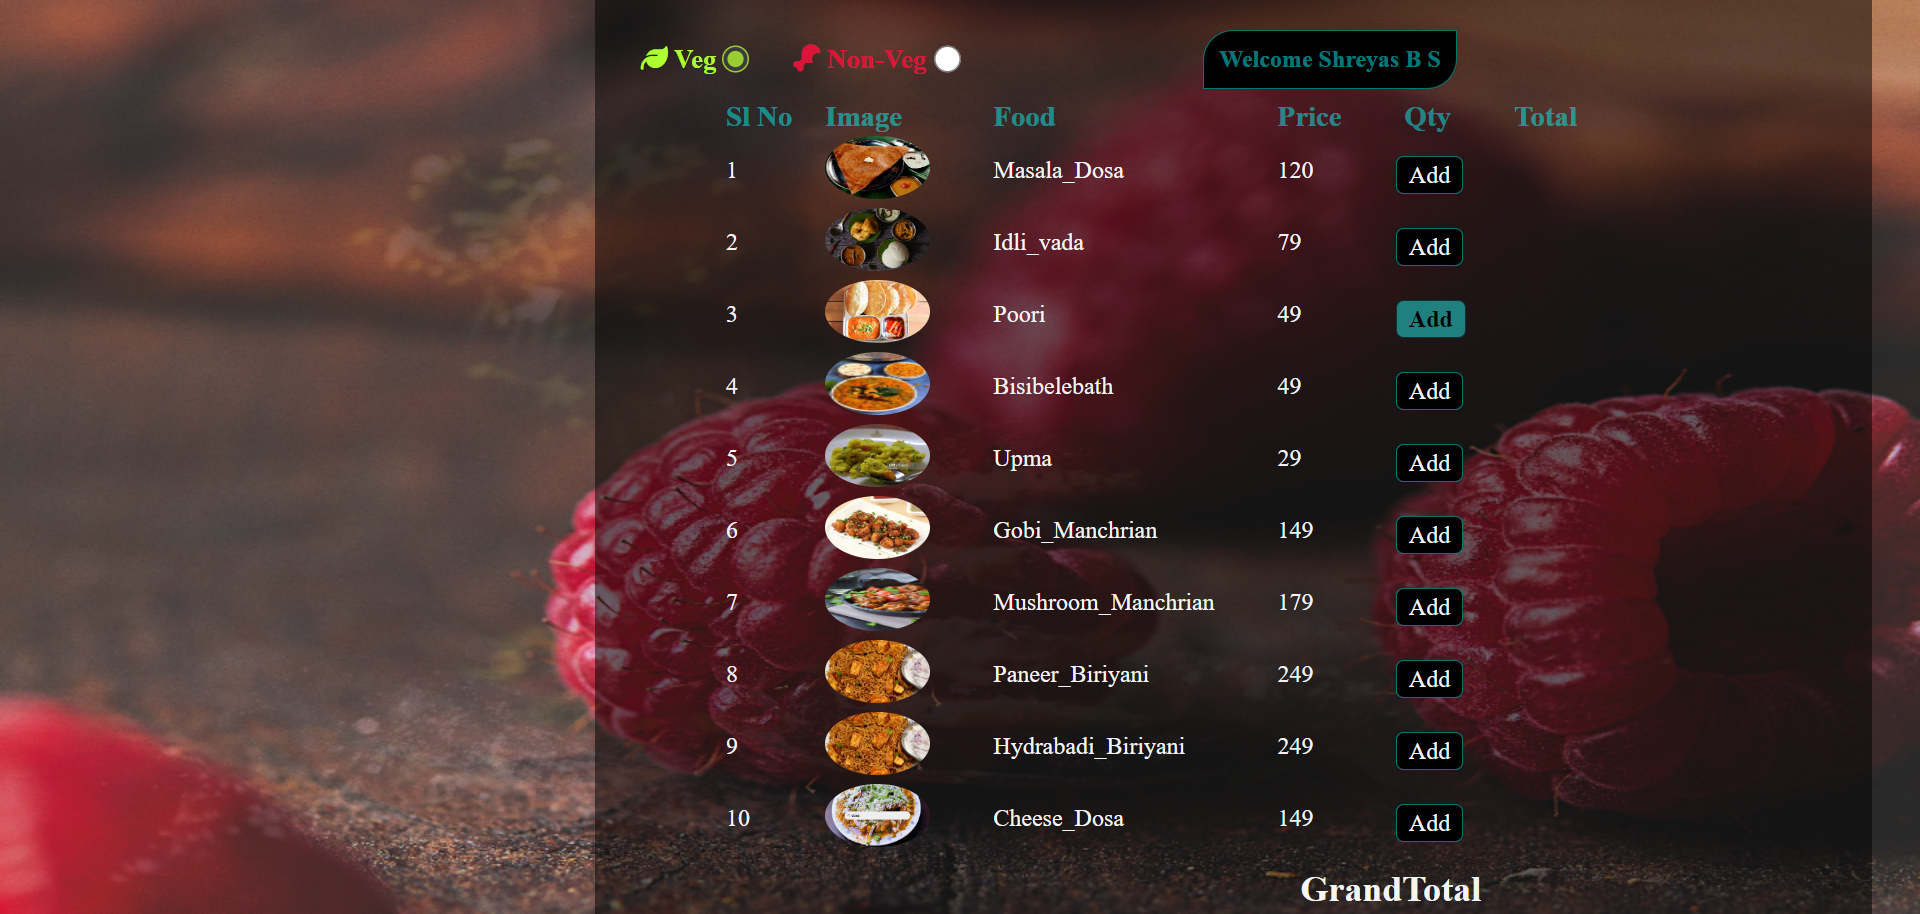 Veg Non-Veg Welcome Shreyas B S
Sl No Image Food Price Qty Total
1 Masala_Dosa 120 Add
2 Idli_vada 79 Add
3 Poori 49 Add
4 Bisibelebath 49 Add
5 Upma 29 Add
6 Gobi_Manchrian 149 Add
7 Mushroom_Manchrian 179 Add
8 Paneer_Biriyani 249 Add
9 Hydrabadi_Biriyani 249 Add
10 Cheese_Dosa 149 Add
GrandTotal